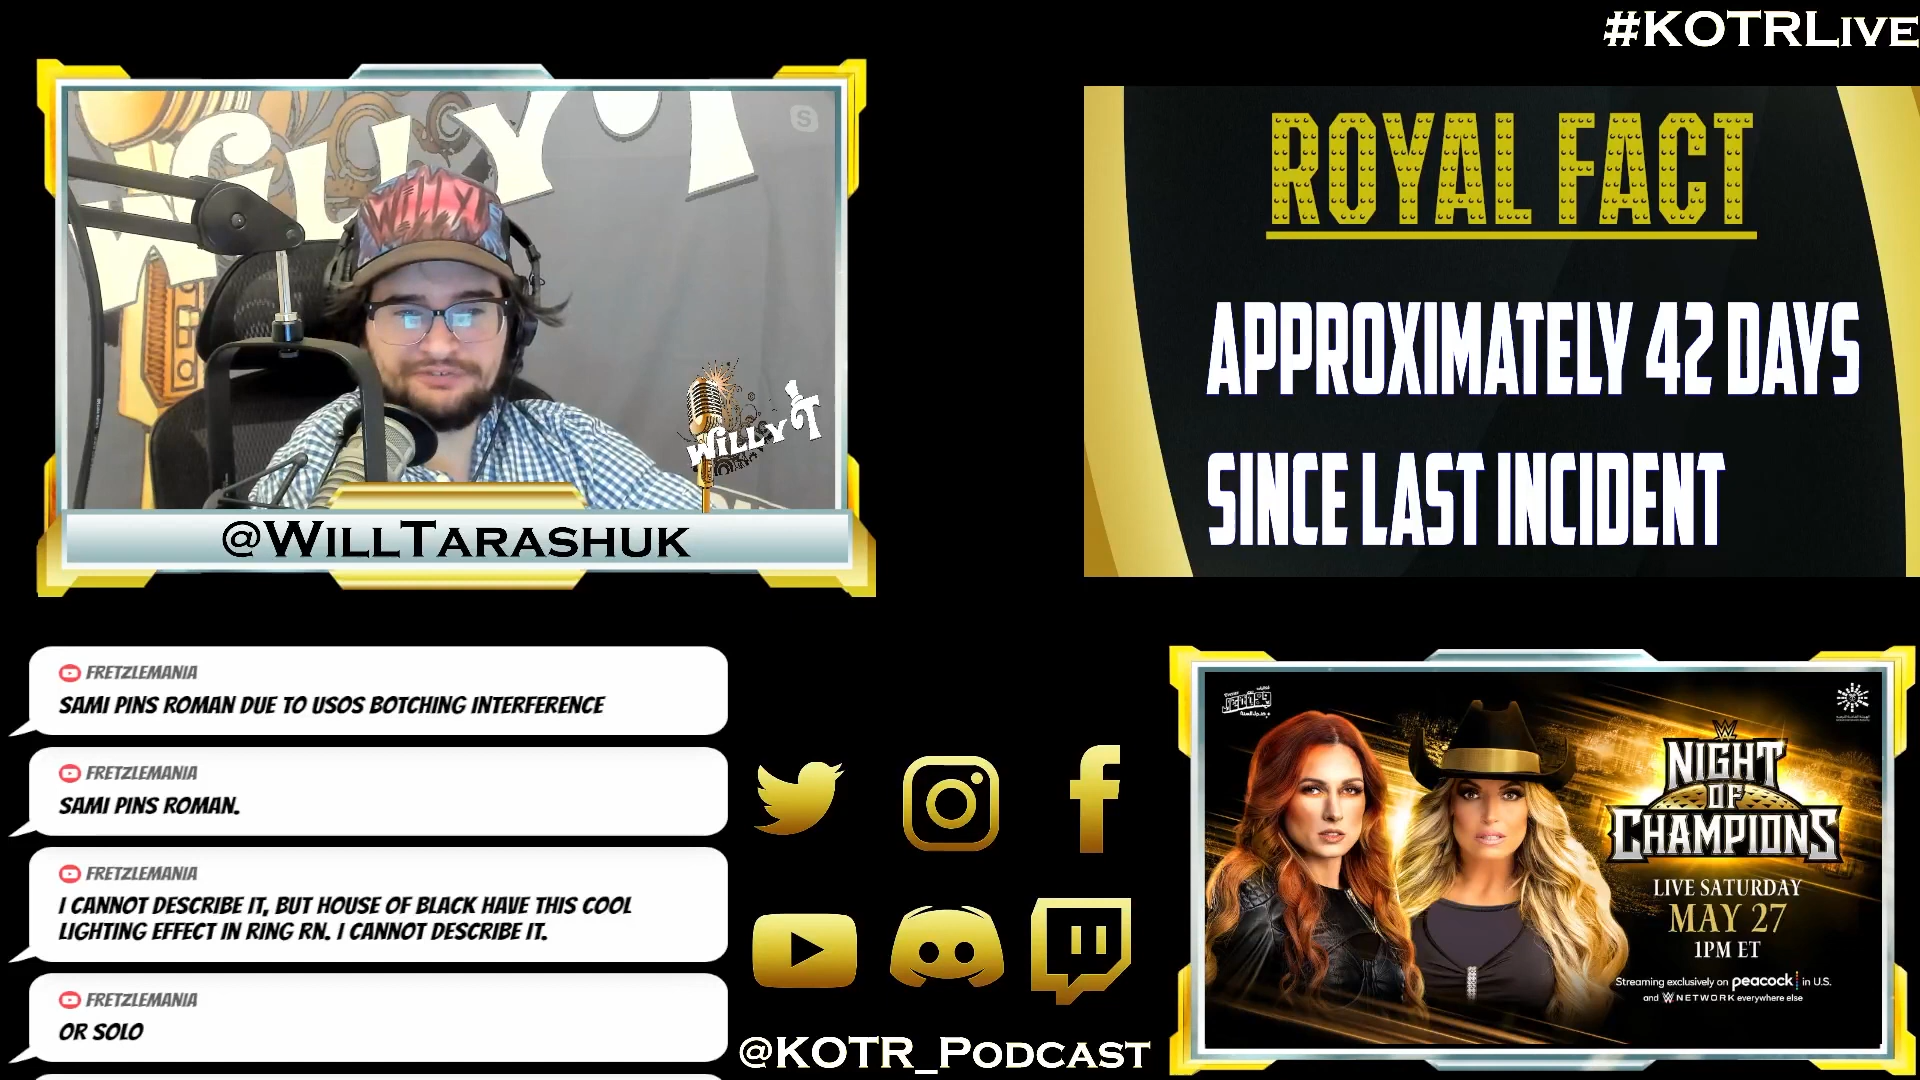 #KOTRLIVE
WILLY T
WILLY
WILLY T
@WILLTARASHUK
ROYAL FACT
APPROXIMATELY 42 DAYS
SINCE LAST INCIDENT
FRETZLEMANIA
SAMI PINS ROMAN DUE TO USOS BOTCHING INTERFERENCE
FRETZLEMANIA
SAMI PINS ROMAN.
FRETZLEMANIA
I CANNOT DESCRIBE IT, BUT HOUSE OF BLACK HAVE THIS COOL
LIGHTING EFFECT IN RING RN. I CANNOT DESCRIBE IT.
FRETZLEMANIA
OR SOLO
@KOTR_PODCAST
NIGHT
OF
CHAMPIONS
LIVE SATURDAY
MAY 27
1PM ET
Streaming exclusively on peacock in U.S.
and W NETWORK everywhere else